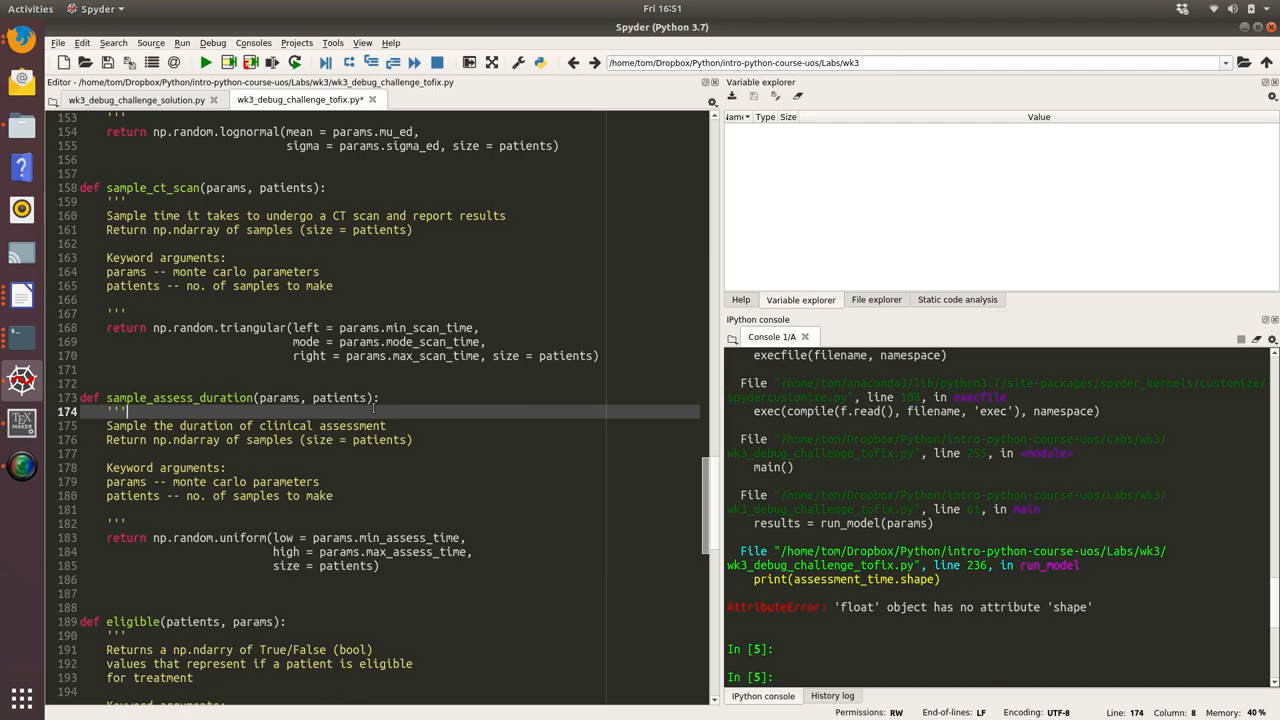 Activities Spyder Fri 16:51
Spyder (Python 3.7)
File Edit Search Source Run Debug Consoles Projects Tools View Help
/home/tom/Dropbox/Python/intro-python-course-uos/Labs/wk3
Editor - /home/tom/Dropbox/Python/intro-python-course-uos/Labs/wk3/wk3_debug_challenge_tofix.py
wk3_debug_challenge_solution.py wk3_debug_challenge_tofix.py*
153 '''
154 return np.random.lognormal(mean = params.mu_ed,
155 sigma = params.sigma_ed, size = patients)
156
157
158 def sample_ct_scan(params, patients):
159 '''
160 Sample time it takes to undergo a CT scan and report results
161 Return np.ndarray of samples (size = patients)
162
163 Keyword arguments:
164 params -- monte carlo parameters
165 patients -- no. of samples to make
166
167 '''
168 return np.random.triangular(left = params.min_scan_time,
169 mode = params.mode_scan_time,
170 right = params.max_scan_time, size = patients)
171
172
173 def sample_assess_duration(params, patients):
174 '''
175 Sample the duration of clinical assessment
176 Return np.ndarray of samples (size = patients)
177
178 Keyword arguments:
179 params -- monte carlo parameters
180 patients -- no. of samples to make
181
182 '''
183 return np.random.uniform(low = params.min_assess_time,
184 high = params.max_assess_time,
185 size = patients)
186
187
188
189 def eligible(patients, params):
190 '''
191 Returns a np.ndarry of True/False (bool)
192 values that represent if a patient is eligible
193 for treatment
194
Variable explorer
Name Type Size Value
Help Variable explorer File explorer Static code analysis
IPython console
Console 1/A
execfile(filename, namespace)
File "/home/tom/anaconda3/lib/python3.7/site-packages/spyder_kernels/customize/
spydercustomize.py", line 108, in execfile
exec(compile(f.read(), filename, 'exec'), namespace)
File "/home/tom/Dropbox/Python/intro-python-course-uos/Labs/wk3/
wk3_debug_challenge_tofix.py", line 255, in <module>
main()
File "/home/tom/Dropbox/Python/intro-python-course-uos/Labs/wk3/
wk3_debug_challenge_tofix.py", line 61, in main
results = run_model(params)
File "/home/tom/Dropbox/Python/intro-python-course-uos/Labs/wk3/
wk3_debug_challenge_tofix.py", line 236, in run_model
print(assessment_time.shape)
AttributeError: 'float' object has no attribute 'shape'
In [5]:
In [5]:
IPython console History log
Permissions: RW End-of-lines: LF Encoding: UTF-8 Line: 174 Column: 8 Memory: 40 %